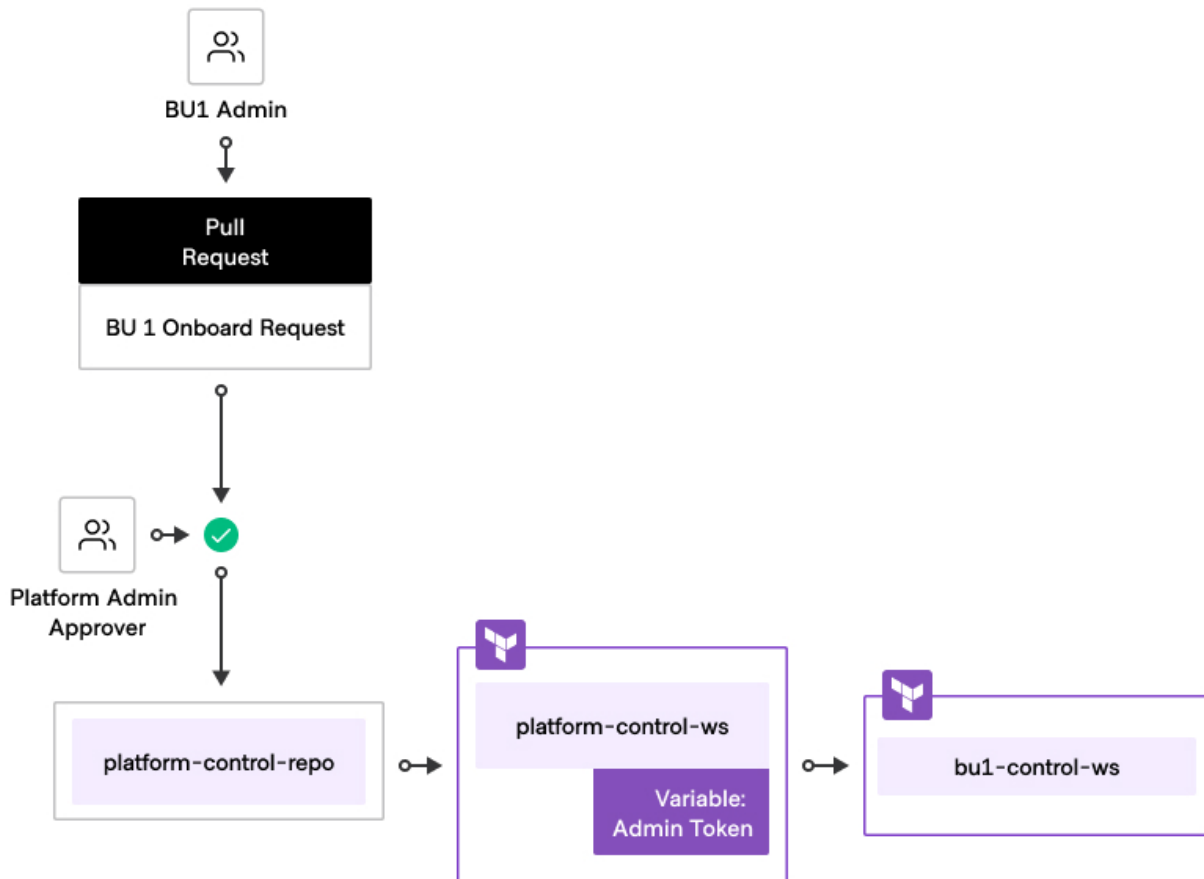 BU1 Admin
Pull
Request
BU 1 Onboard Request
Platform Admin
Approver
platform-control-repo
platform-control-ws
Variable:
Admin Token
bu1-control-ws